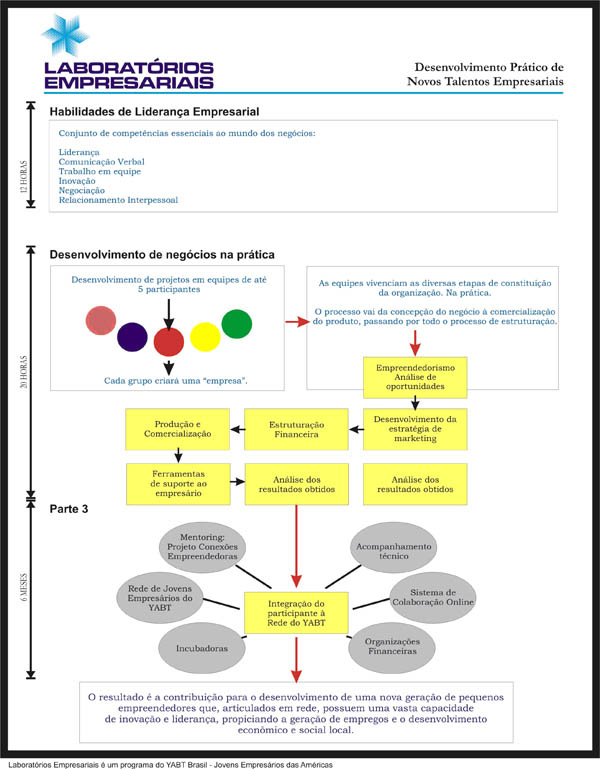 LABORATÓRIOS
EMPRESARIAIS
Desenvolvimento Prático de
Novos Talentos Empresariais
Habilidades de Liderança Empresarial
12 HORAS
Conjunto de competências essenciais ao mundo dos negócios:
Liderança
Comunicação Verbal
Trabalho em equipe
Inovação
Negociação
Relacionamento Interpessoal
Desenvolvimento de negócios na prática
20 HORAS
Desenvolvimento de projetos em equipes de até
5 participantes
Cada grupo criará uma “empresa”.
As equipes vivenciam as diversas etapas de constituição
da organização. Na prática.
O processo vai da concepção do negócio à comercialização
do produto, passando por todo o processo de estruturação.
Empreendedorismo
Análise de
oportunidades
Produção e
Comercialização
Estruturação
Financeira
Desenvolvimento da
estratégia de
marketing
Ferramentas
de suporte ao
empresário
Análise dos
resultados obtidos
Análise dos
resultados obtidos
Parte 3
6 MESES
Mentoring:
Projeto Conexões
Empreendedoras
Acompanhamento
técnico
Rede de Jovens
Empresários do
YABT
Integração do
participante à
Rede do YABT
Sistema de
Colaboração Online
Incubadoras
Organizações
Financeiras
O resultado é a contribuição para o desenvolvimento de uma nova geração de pequenos
empreendedores que, articulados em rede, possuem uma vasta capacidade
de inovação e liderança, propiciando a geração de empregos e o desenvolvimento
econômico e social local.
Laboratórios Empresariais é um programa do YABT Brasil - Jovens Empresários das Américas